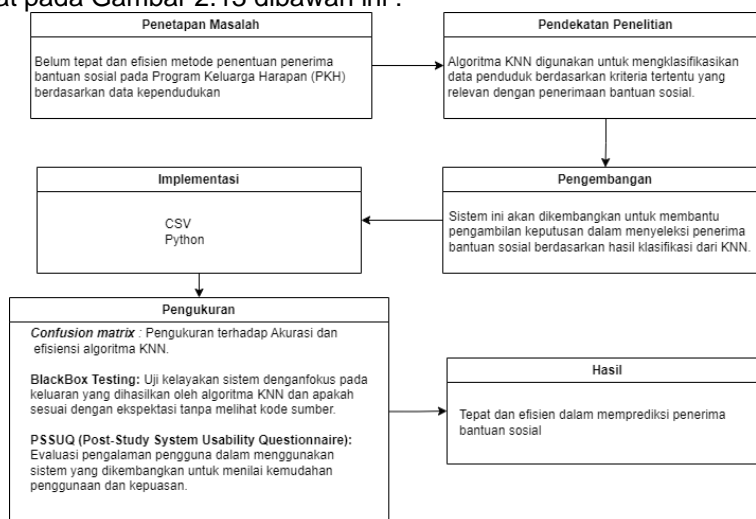 at pada Gambar 2.13 dibawah ini :
Penetapan Masalah
Belum tepat dan efisien metode penentuan penerima
bantuan sosial pada Program Keluarga Harapan (PKH)
berdasarkan data kependudukan
Pendekatan Penelitian
Algoritma KNN digunakan untuk mengklasifikasikan
data penduduk berdasarkan kriteria tertentu yang
relevan dengan penerimaan bantuan sosial.
Pengembangan
Sistem ini akan dikembangkan untuk membantu
pengambilan keputusan dalam menyeleksi penerima
bantuan sosial berdasarkan hasil klasifikasi dari KNN.
Implementasi
CSV
Python
Pengukuran
Confusion matrix : Pengukuran terhadap Akurasi dan
efisiensi algoritma KNN.
BlackBox Testing: Uji kelayakan sistem denganfokus pada
keluaran yang dihasilkan oleh algoritma KNN dan apakah
sesuai dengan ekspektasi tanpa melihat kode sumber.
PSSUQ (Post-Study System Usability Questionnaire):
Evaluasi pengalaman pengguna dalam menggunakan
sistem yang dikembangkan untuk menilai kemudahan
penggunaan dan kepuasan.
Hasil
Tepat dan efisien dalam memprediksi penerima
bantuan sosial